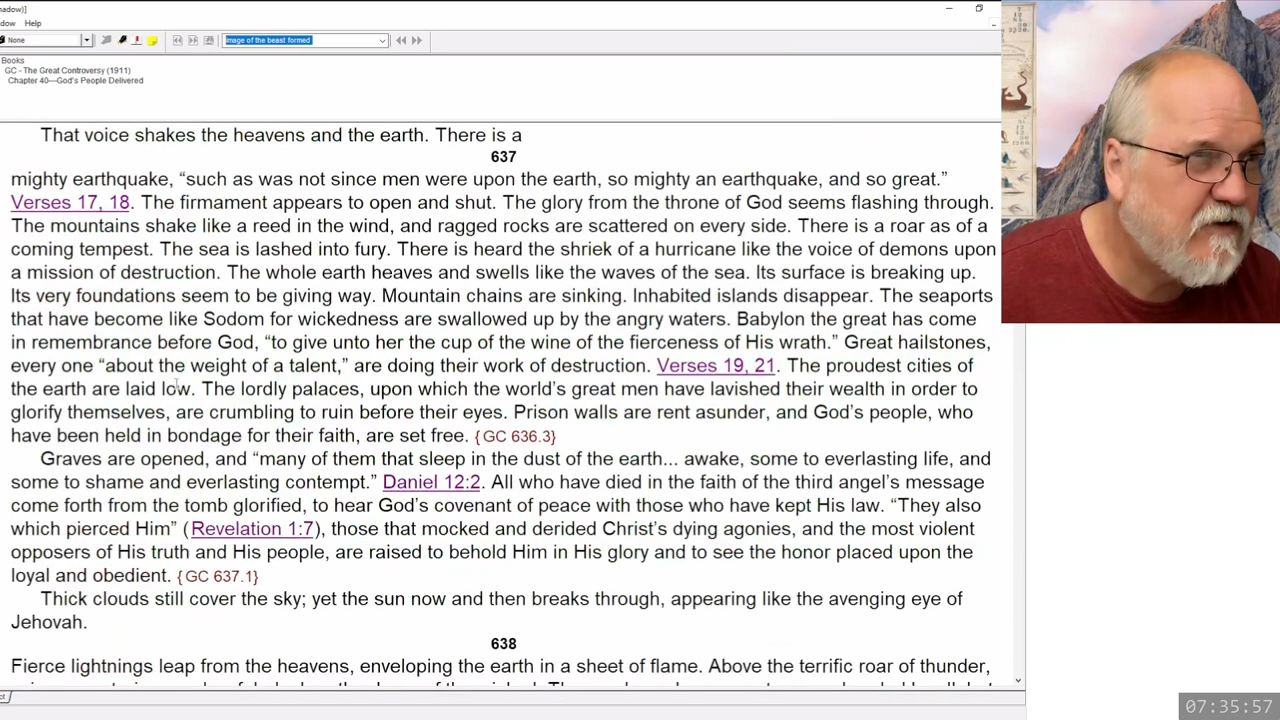 nadow)]
dow Help
None
image of the beast formed
Books
GC - The Great Controversy (1911)
Chapter 40—God's People Delivered
That voice shakes the heavens and the earth. There is a
637
mighty earthquake, “such as was not since men were upon the earth, so mighty an earthquake, and so great.”
Verses 17, 18. The firmament appears to open and shut. The glory from the throne of God seems flashing through.
The mountains shake like a reed in the wind, and ragged rocks are scattered on every side. There is a roar as of a
coming tempest. The sea is lashed into fury. There is heard the shriek of a hurricane like the voice of demons upon
a mission of destruction. The whole earth heaves and swells like the waves of the sea. Its surface is breaking up.
Its very foundations seem to be giving way. Mountain chains are sinking. Inhabited islands disappear. The seaports
that have become like Sodom for wickedness are swallowed up by the angry waters. Babylon the great has come
in remembrance before God, “to give unto her the cup of the wine of the fierceness of His wrath.” Great hailstones,
every one “about the weight of a talent,” are doing their work of destruction. Verses 19, 21. The proudest cities of
the earth are laid low. The lordly palaces, upon which the world’s great men have lavished their wealth in order to
glorify themselves, are crumbling to ruin before their eyes. Prison walls are rent asunder, and God’s people, who
have been held in bondage for their faith, are set free. {GC 636.3}
Graves are opened, and “many of them that sleep in the dust of the earth... awake, some to everlasting life, and
some to shame and everlasting contempt.” Daniel 12:2. All who have died in the faith of the third angel’s message
come forth from the tomb glorified, to hear God’s covenant of peace with those who have kept His law. “They also
which pierced Him” (Revelation 1:7), those that mocked and derided Christ’s dying agonies, and the most violent
opposers of His truth and His people, are raised to behold Him in His glory and to see the honor placed upon the
loyal and obedient. {GC 637.1}
Thick clouds still cover the sky; yet the sun now and then breaks through, appearing like the avenging eye of
Jehovah.
638
Fierce lightnings leap from the heavens, enveloping the earth in a sheet of flame. Above the terrific roar of thunder,
07:35:57